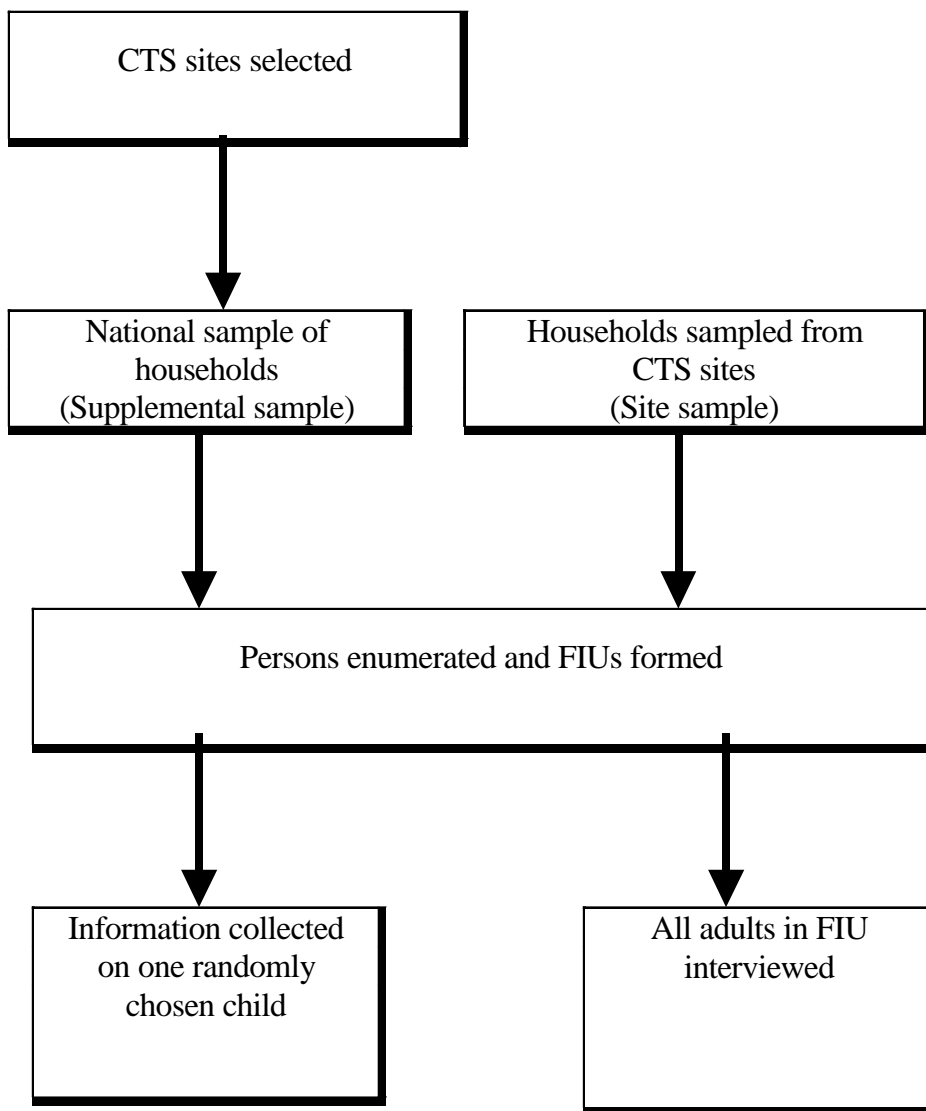 CTS sites selected
National sample of
households
(Supplemental sample)
Households sampled from
CTS sites
(Site sample)
Persons enumerated and FIUs formed
Information collected
on one randomly
chosen child
All adults in FIU
interviewed